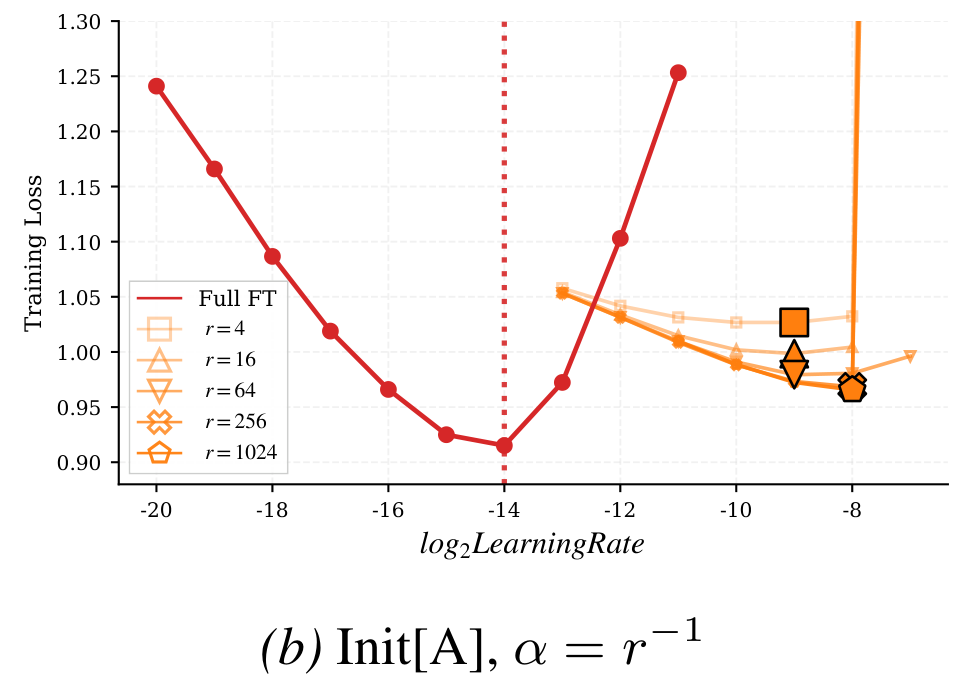 1.30
1.25
1.20
1.15
1.10
1.05
1.00
0.95
0.90
Training Loss
Full FT
r = 4
r = 16
r = 64
r = 256
r = 1024
-20 -18 -16 -14 -12 -10 -8
log₂LearningRate
(b) Init[A], α = r⁻¹